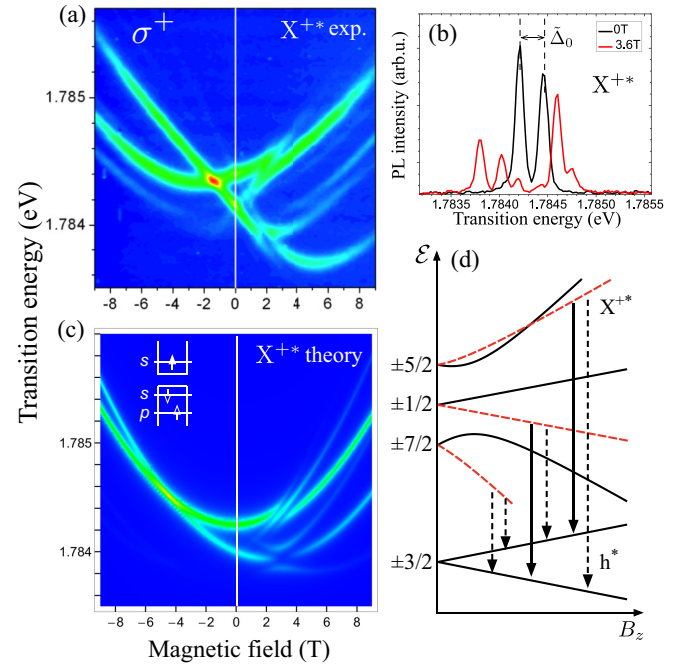 (a)
σ⁺
X⁺* exp.
1.785
1.784
-8 -6 -4 -2 0 2 4 6 8
(b)
0T
3.6T
Δ̃₀
X⁺*
PL intensity (arb.u.)
1.7835 1.7840 1.7845 1.7850 1.7855
Transition energy (eV)
Transition energy (eV)
(c)
s
s
p
X⁺* theory
1.785
1.784
-8 -6 -4 -2 0 2 4 6 8
Magnetic field (T)
(d)
ℰ
X⁺*
±5/2
±1/2
±7/2
±3/2
h*
B_z